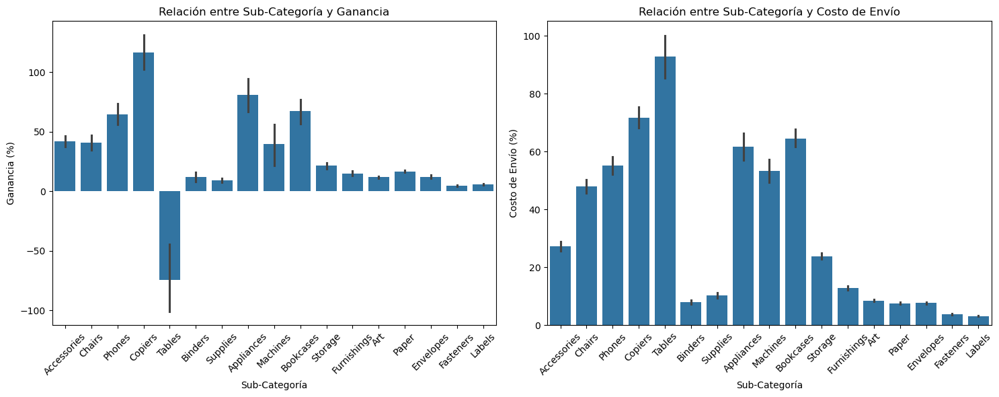 Relación entre Sub-Categoría y Ganancia
Ganancia (%)
100
50
0
−50
−100
Accessories
Chairs
Phones
Copiers
Tables
Binders
Supplies
Appliances
Machines
Bookcases
Storage
Furnishings
Art
Paper
Envelopes
Fasteners
Labels
Sub-Categoría
Relación entre Sub-Categoría y Costo de Envío
Costo de Envío (%)
100
80
60
40
20
0
Accessories
Chairs
Phones
Copiers
Tables
Binders
Supplies
Appliances
Machines
Bookcases
Storage
Furnishings
Art
Paper
Envelopes
Fasteners
Labels
Sub-Categoría